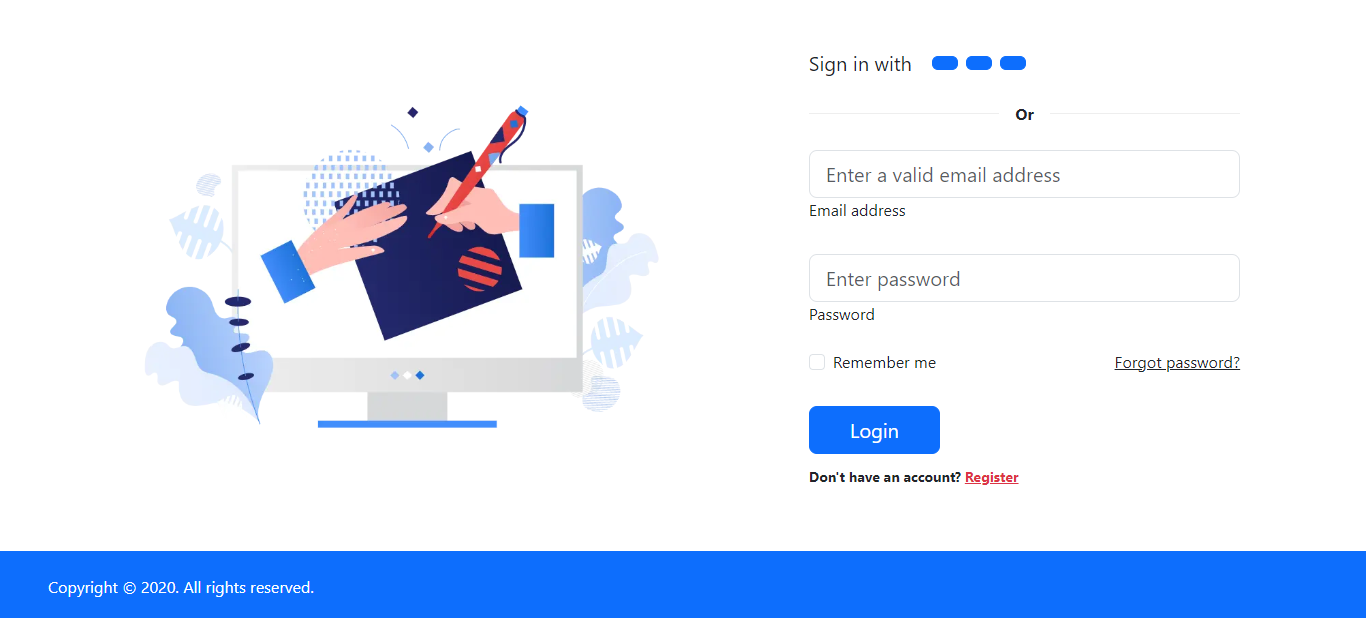 Sign in with
Or
Enter a valid email address
Email address
Enter password
Password
Remember me Forgot password?
Login
Don't have an account? Register
Copyright © 2020. All rights reserved.